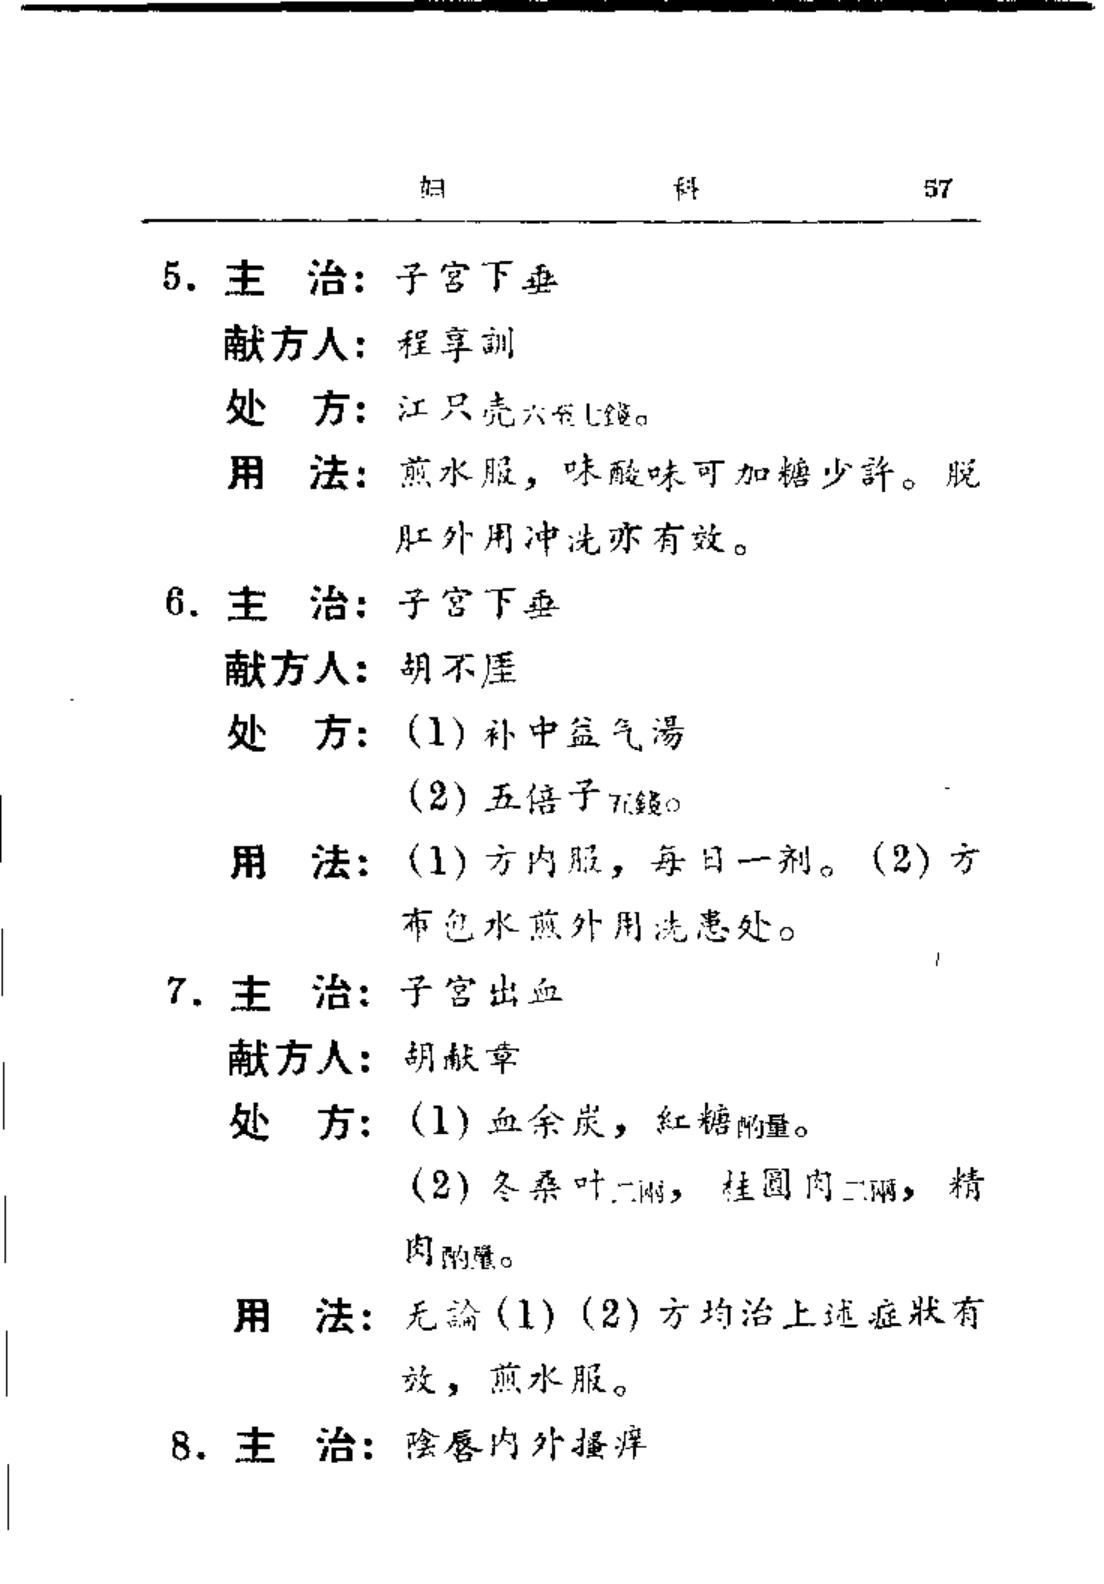 妇 科 57
5. 主 治: 子宮下垂
献方人: 程享訓
处 方: 江只壳六至七錢。
用 法: 煎水服，味酸味可加糖少許。脫
肛外用冲洗亦有效。
6. 主 治: 子宮下垂
献方人: 胡不厓
处 方: (1)补中益气湯
(2)五倍子五錢。
用 法: (1)方内服，每日一剂。(2)方
布包水煎外用洗患处。
7. 主 治: 子宮出血
献方人: 胡献章
处 方: (1)血余炭，紅糖酌量。
(2)冬桑叶二兩，桂圓肉二兩，精
肉酌量。
用 法: 无論(1)(2)方均治上述症狀有
效，煎水服。
8. 主 治: 陰唇内外搔痒